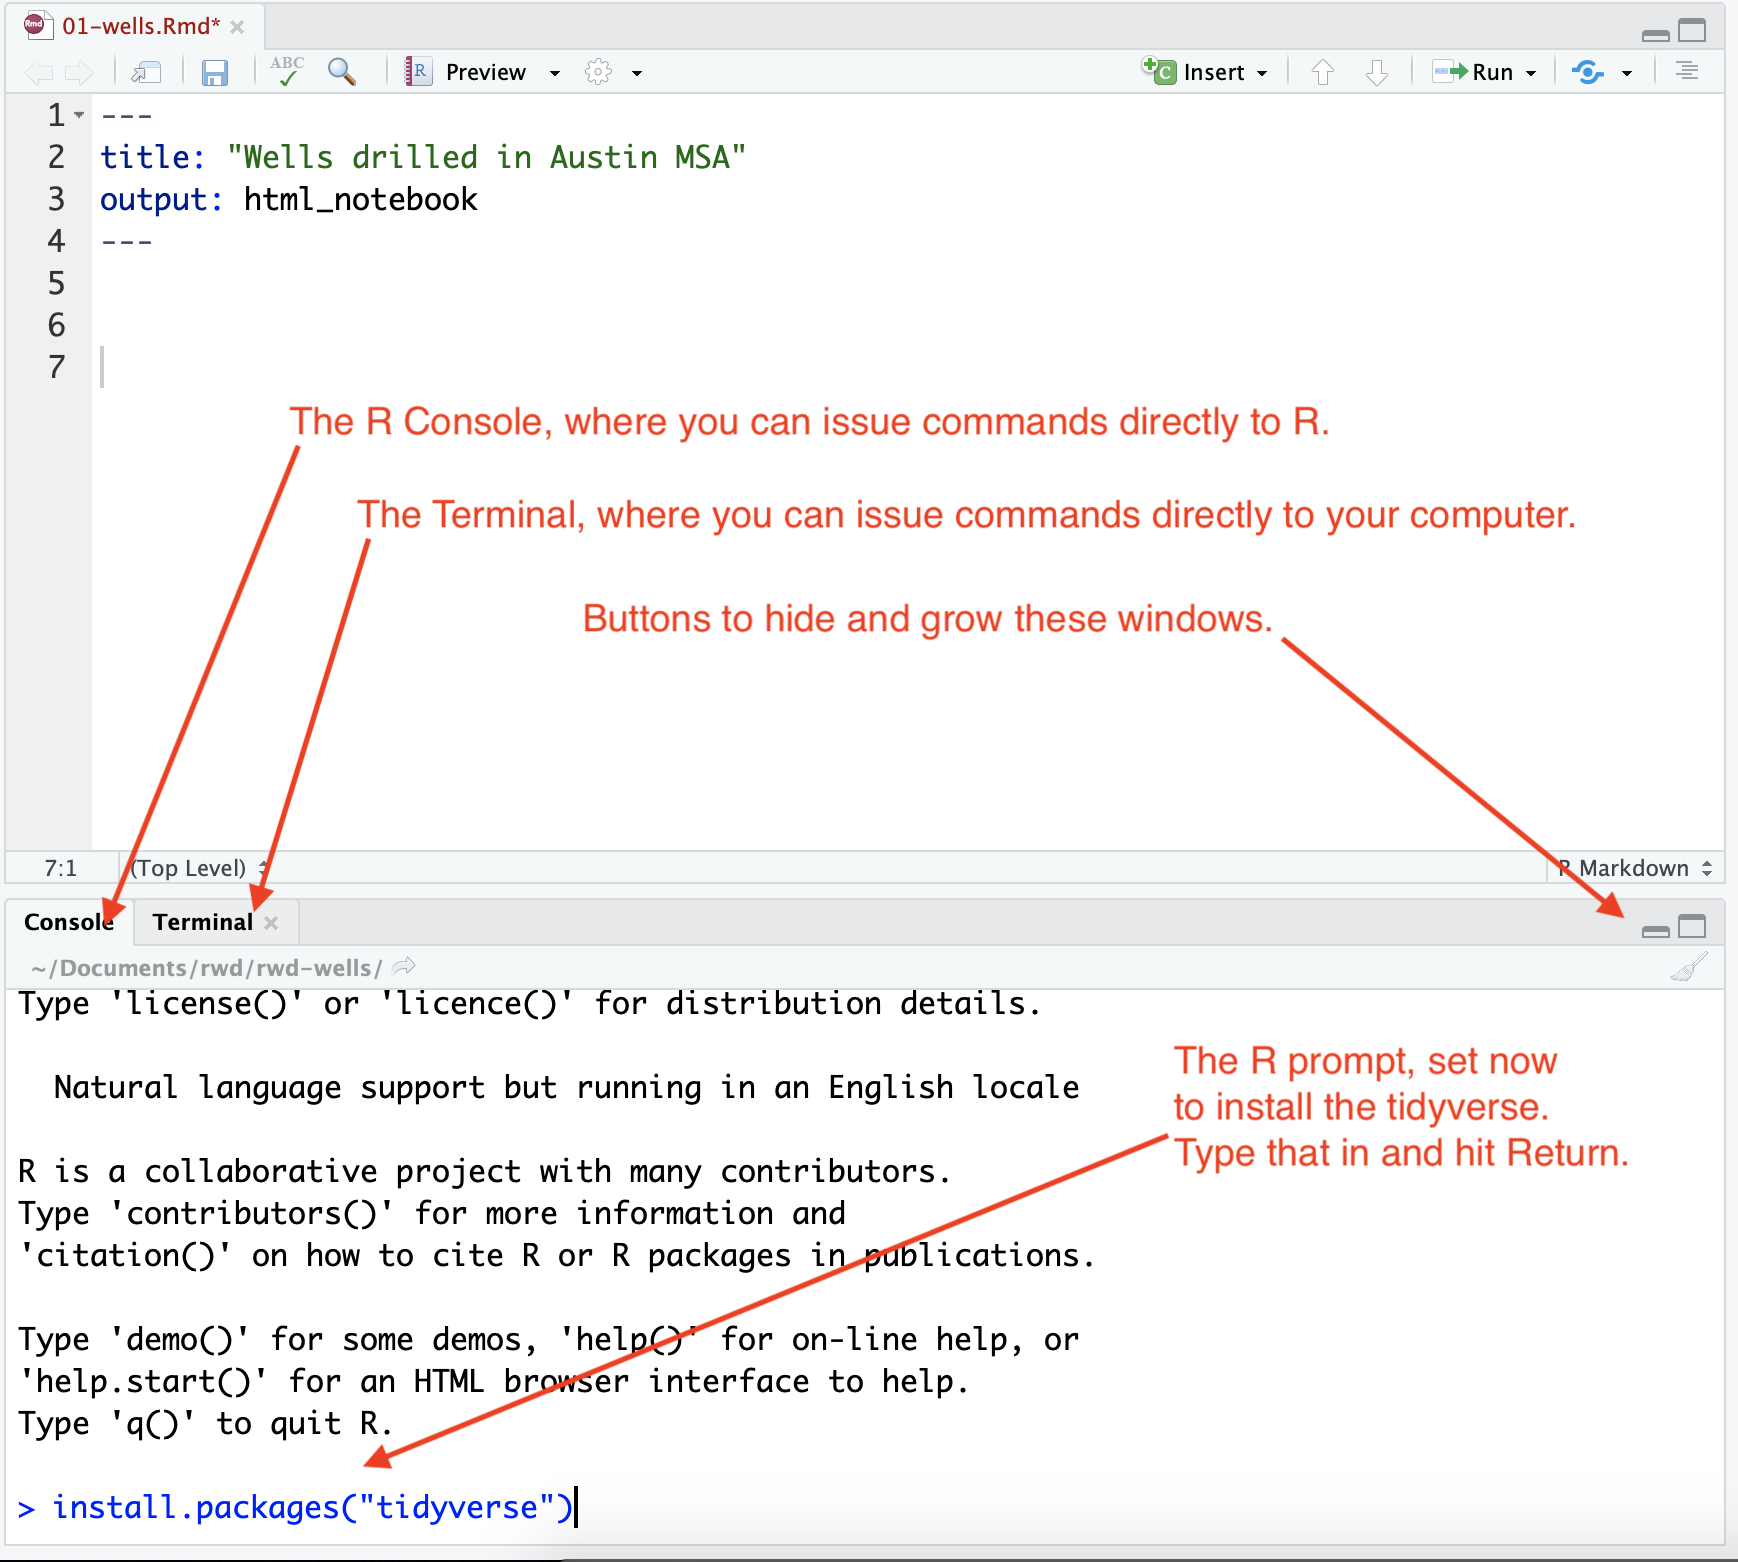 01-wells.Rmd*
ABC Preview Insert Run
1 ---
2 title: "Wells drilled in Austin MSA"
3 output: html_notebook
4 ---
5
6
7
The R Console, where you can issue commands directly to R.
The Terminal, where you can issue commands directly to your computer.
Buttons to hide and grow these windows.
7:1 (Top Level) R Markdown
Console Terminal
~/Documents/rwd/rwd-wells/
Type 'license()' or 'licence()' for distribution details.
Natural language support but running in an English locale
The R prompt, set now
to install the tidyverse.
Type that in and hit Return.
R is a collaborative project with many contributors.
Type 'contributors()' for more information and
'citation()' on how to cite R or R packages in publications.
Type 'demo()' for some demos, 'help()' for on-line help, or
'help.start()' for an HTML browser interface to help.
Type 'q()' to quit R.
> install.packages("tidyverse")